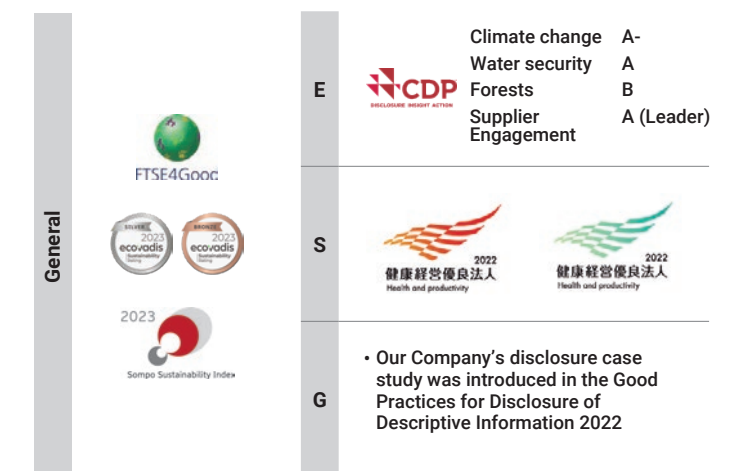 General
FTSE4Good
SILVER
2023
ecovadis
Sustainability
Rating
BRONZE
2023
ecovadis
Sustainability
Rating
2023
Sompo Sustainability Index
E
CDP
DISCLOSURE INSIGHT ACTION
Climate change A-
Water security A
Forests B
Supplier
Engagement A (Leader)
S
2022
健康経営優良法人
Health and productivity
2022
健康経営優良法人
Health and productivity
G
• Our Company’s disclosure case
study was introduced in the Good
Practices for Disclosure of
Descriptive Information 2022